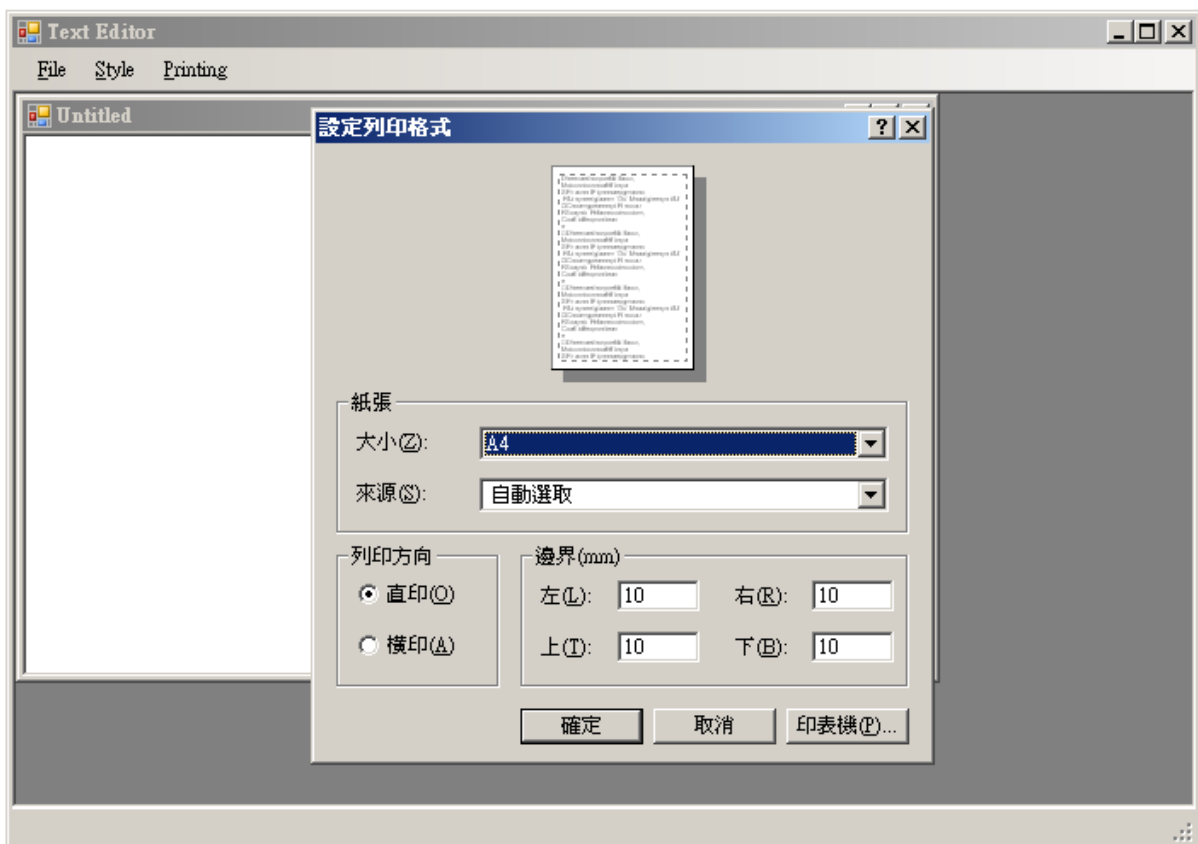 Text Editor
File Style Printing
Untitled
設定列印格式
紙張
大小(Z): A4
來源(S): 自動選取
列印方向
直印(O)
橫印(A)
邊界(mm)
左(L): 10 右(R): 10
上(T): 10 下(B): 10
確定 取消 印表機(P)...